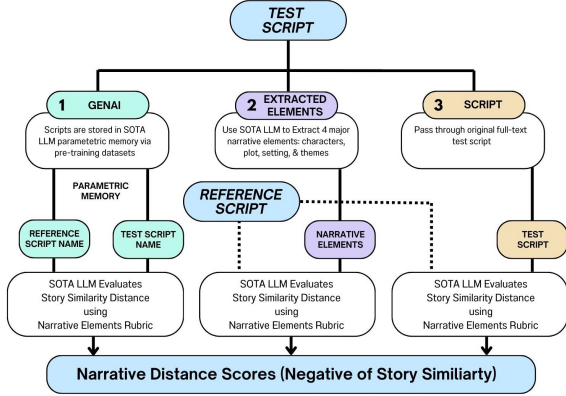 TEST
SCRIPT
1 GENAI
Scripts are stored in SOTA
LLM parametetric memory via
pre-training datasets
2 EXTRACTED
ELEMENTS
Use SOTA LLM to Extract 4 major
narrative elements: characters,
plot, setting, & themes
3 SCRIPT
Pass through original full-text
test script
PARAMETRIC
MEMORY
REFERENCE
SCRIPT
REFERENCE
SCRIPT NAME
TEST SCRIPT
NAME
NARRATIVE
ELEMENTS
TEST
SCRIPT
SOTA LLM Evaluates
Story Similarity Distance
using
Narrative Elements Rubric
SOTA LLM Evaluates
Story Similarity Distance
using
Narrative Elements Rubric
SOTA LLM Evaluates
Story Similarity Distance
using
Narrative Elements Rubric
Narrative Distance Scores (Negative of Story Similiarty)